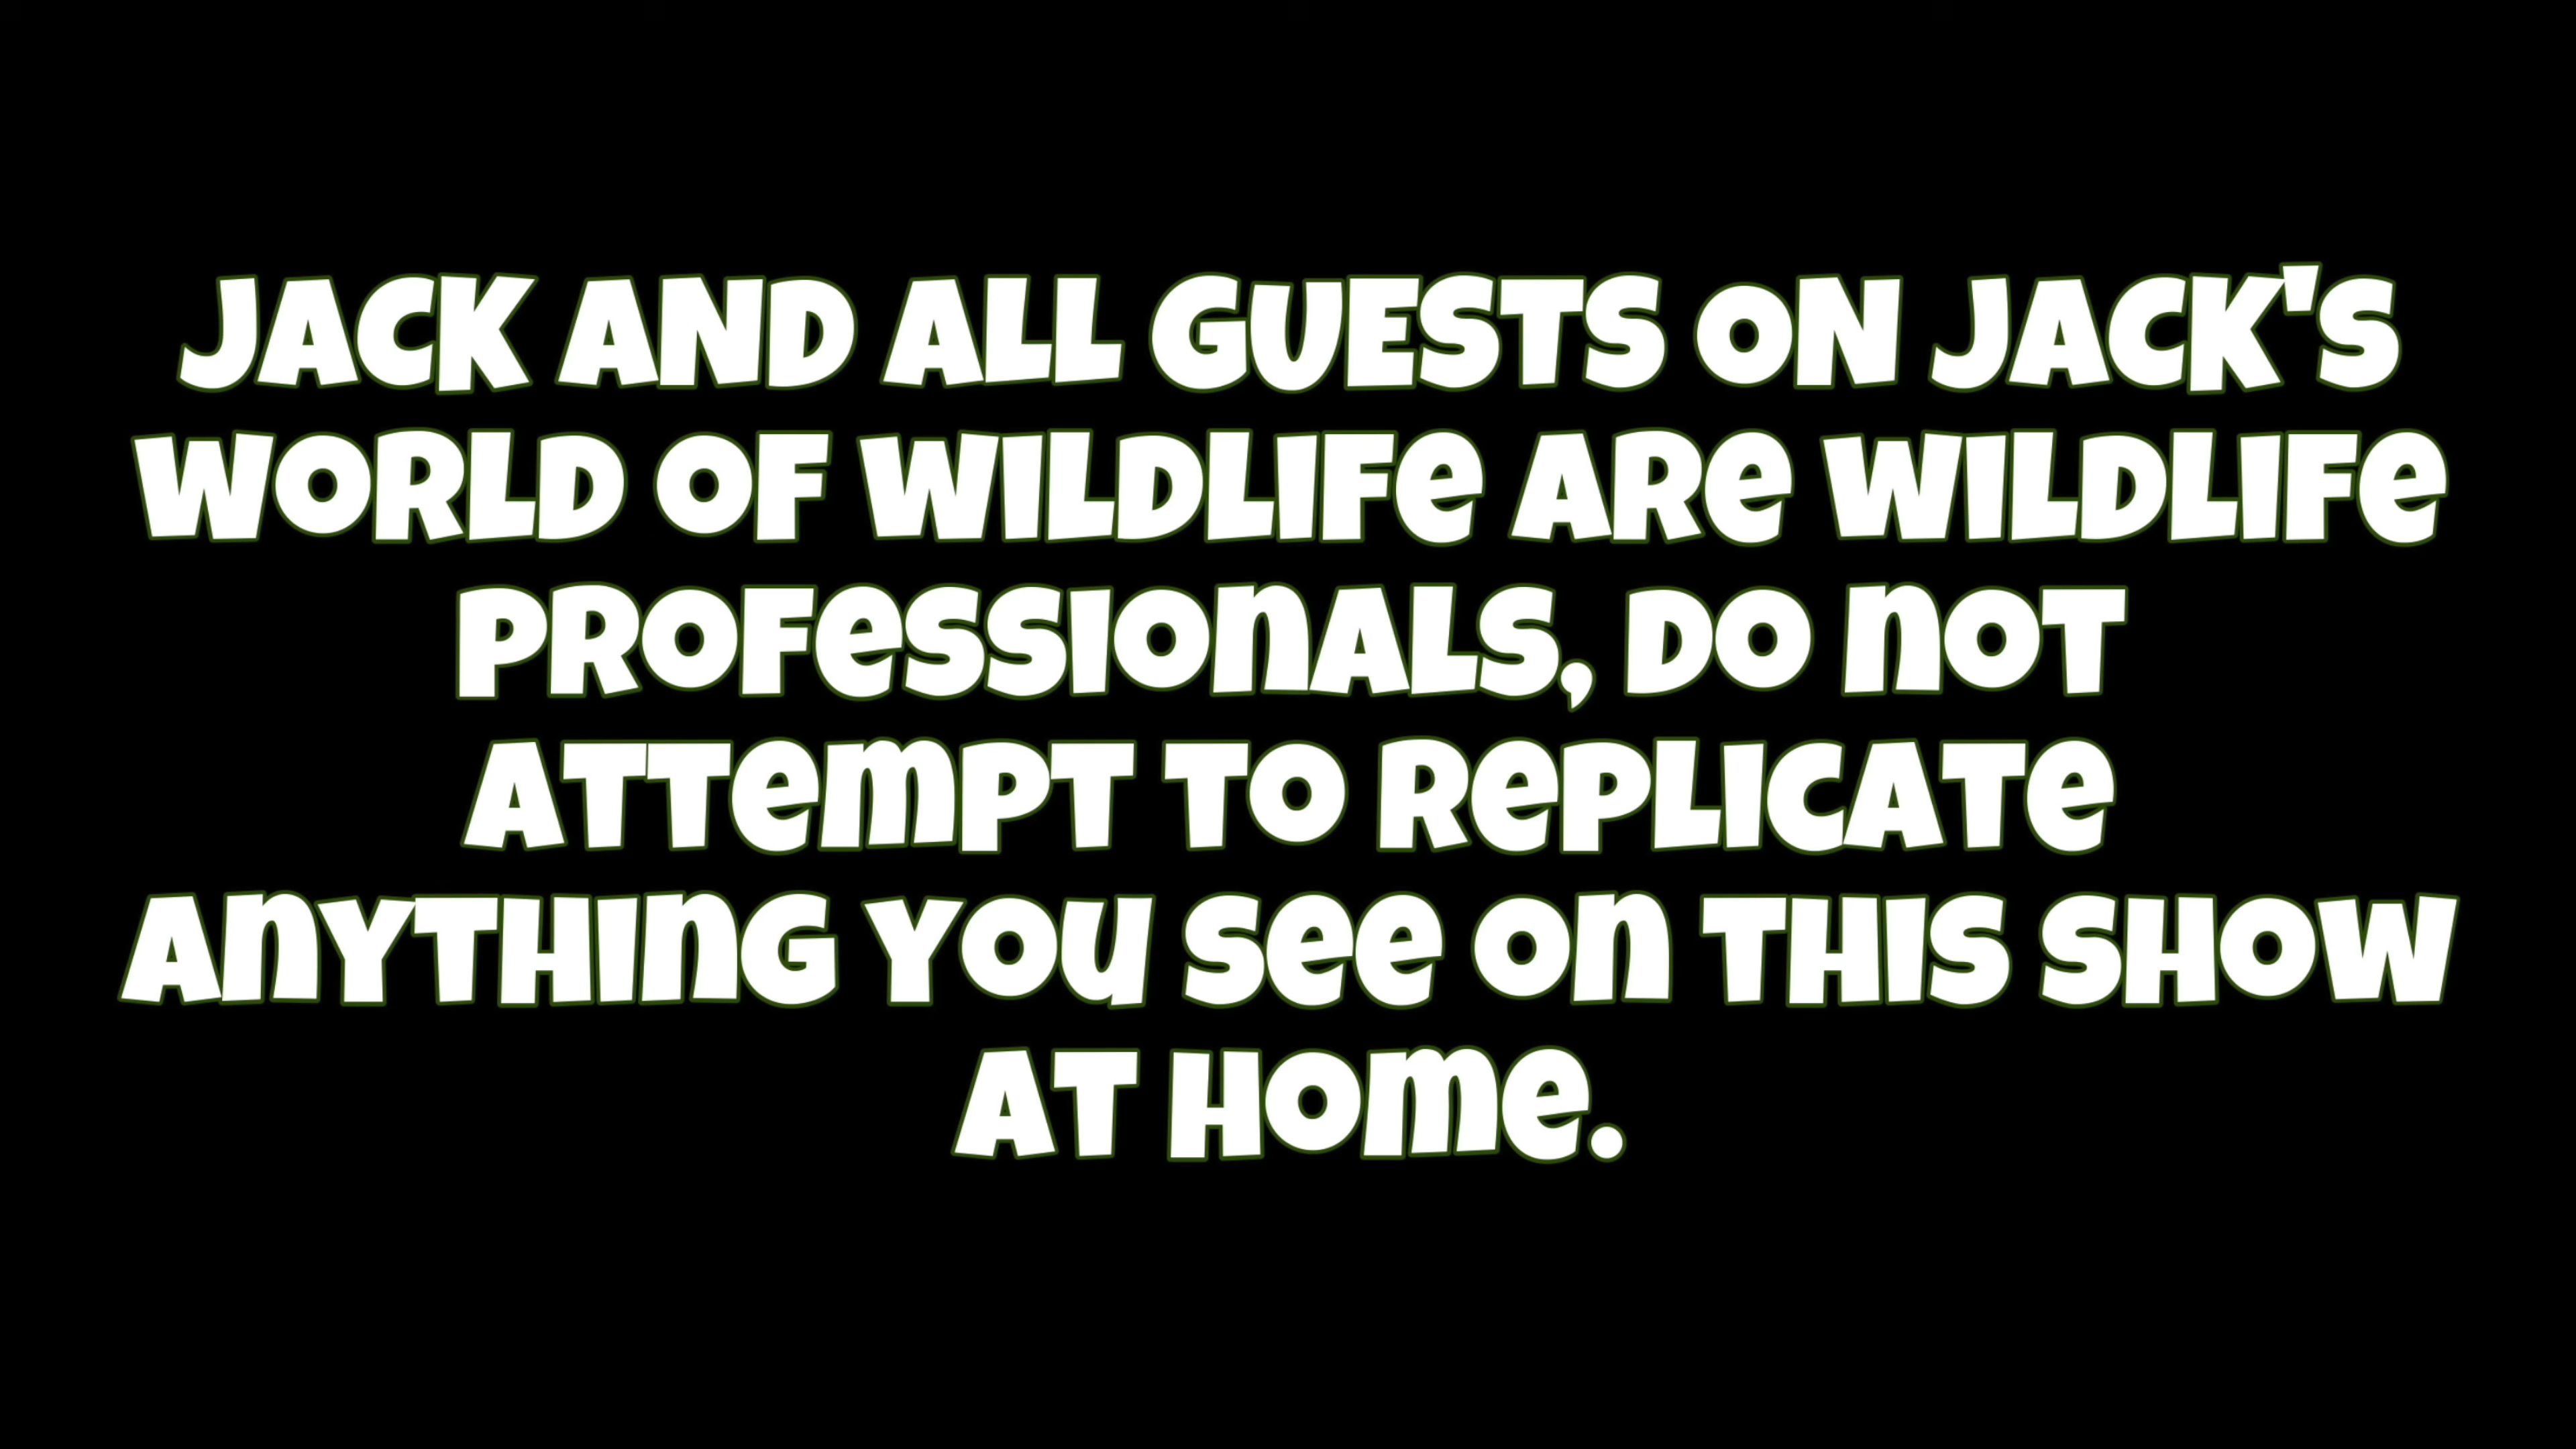 JACK AND ALL GUESTS ON JACK'S
WORLD OF WILDLIFe ARe WILDLIFe
PROFeSSIOnALS, DO nOT
ATTemPT TO RePLICATe
AnYTHInG YOu See On THIS SHOW
AT HOme.